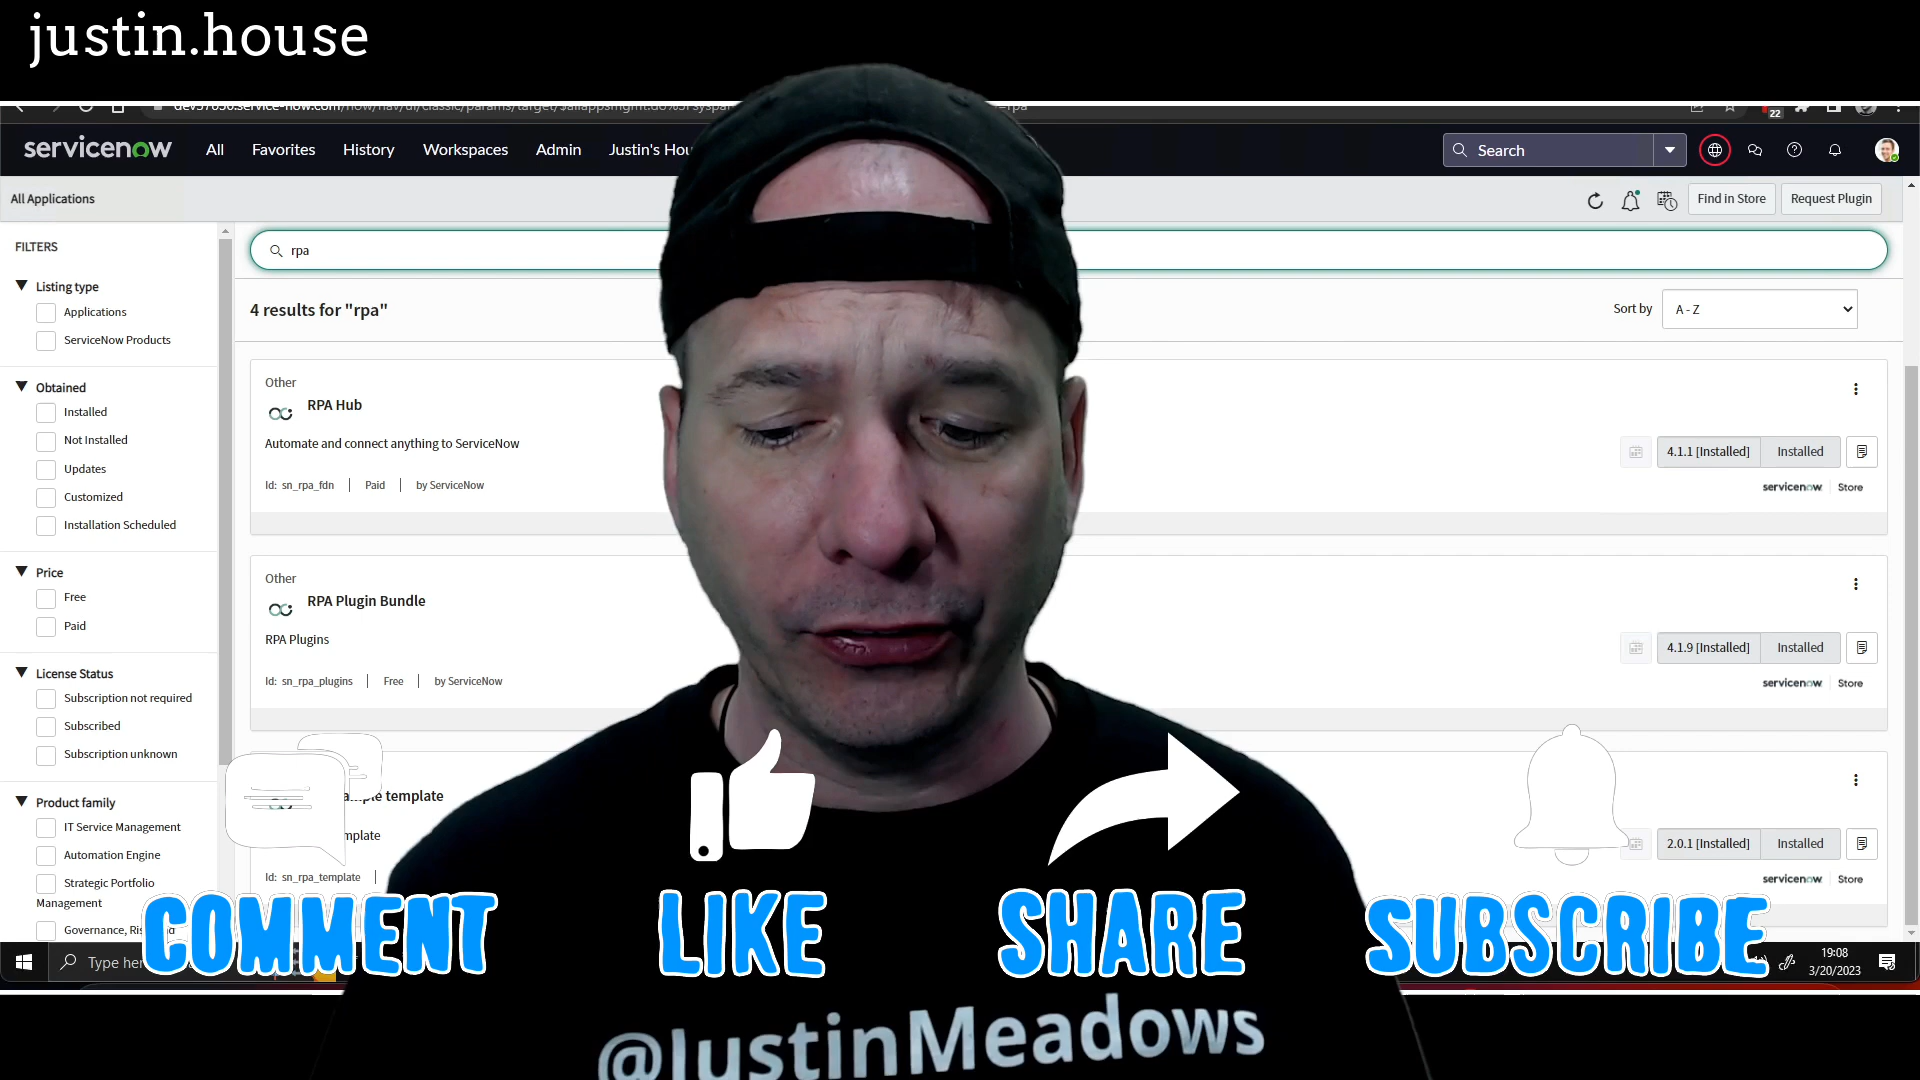 justin.house
22
servicenow All Favorites History Workspaces Admin Search
All Applications Find in Store Request Plugin
FILTERS
rpa
Listing type
Applications
ServiceNow Products
4 results for "rpa" Sort by A - Z
Obtained
Installed
Not Installed
Updates
Customized
Installation Scheduled
Other
RPA Hub
Automate and connect anything to ServiceNow
4.1.1 [Installed] Installed
Id: sn_rpa_fdn Paid by ServiceNow
servicenow Store
Price
Free
Paid
Other
RPA Plugin Bundle
RPA Plugins
4.1.9 [Installed] Installed
Id: sn_rpa_plugins Free by ServiceNow
servicenow Store
License Status
Subscription not required
Subscribed
Subscription unknown
Product family
IT Service Management
Automation Engine
Strategic Portfolio
Management
template
2.0.1 [Installed] Installed
Id: sn_rpa_template
servicenow Store
COMMENT LIKE SHARE SUBSCRIBE
Type
19:08
3/20/2023
@JustinMeadows